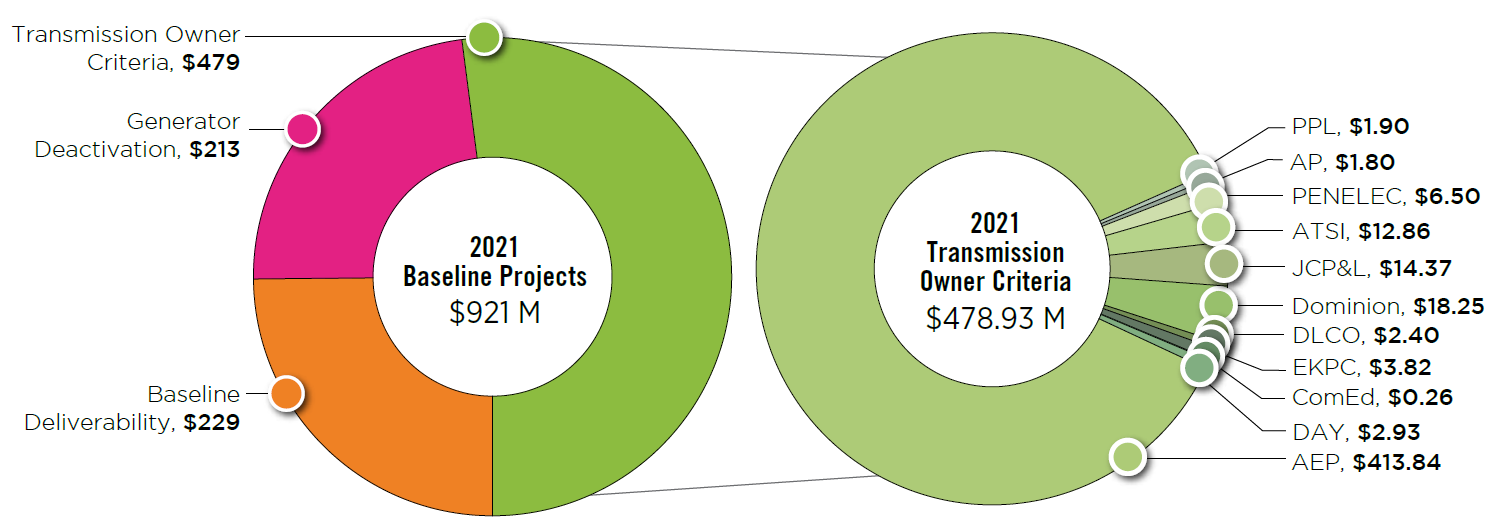 Transmission Owner
Criteria, $479
Generator
Deactivation, $213
Baseline
Deliverability, $229
2021
Baseline Projects
$921 M
2021
Transmission
Owner Criteria
$478.93 M
PPL, $1.90
AP, $1.80
PENELEC, $6.50
ATSI, $12.86
JCP&L, $14.37
Dominion, $18.25
DLCO, $2.40
EKPC, $3.82
ComEd, $0.26
DAY, $2.93
AEP, $413.84